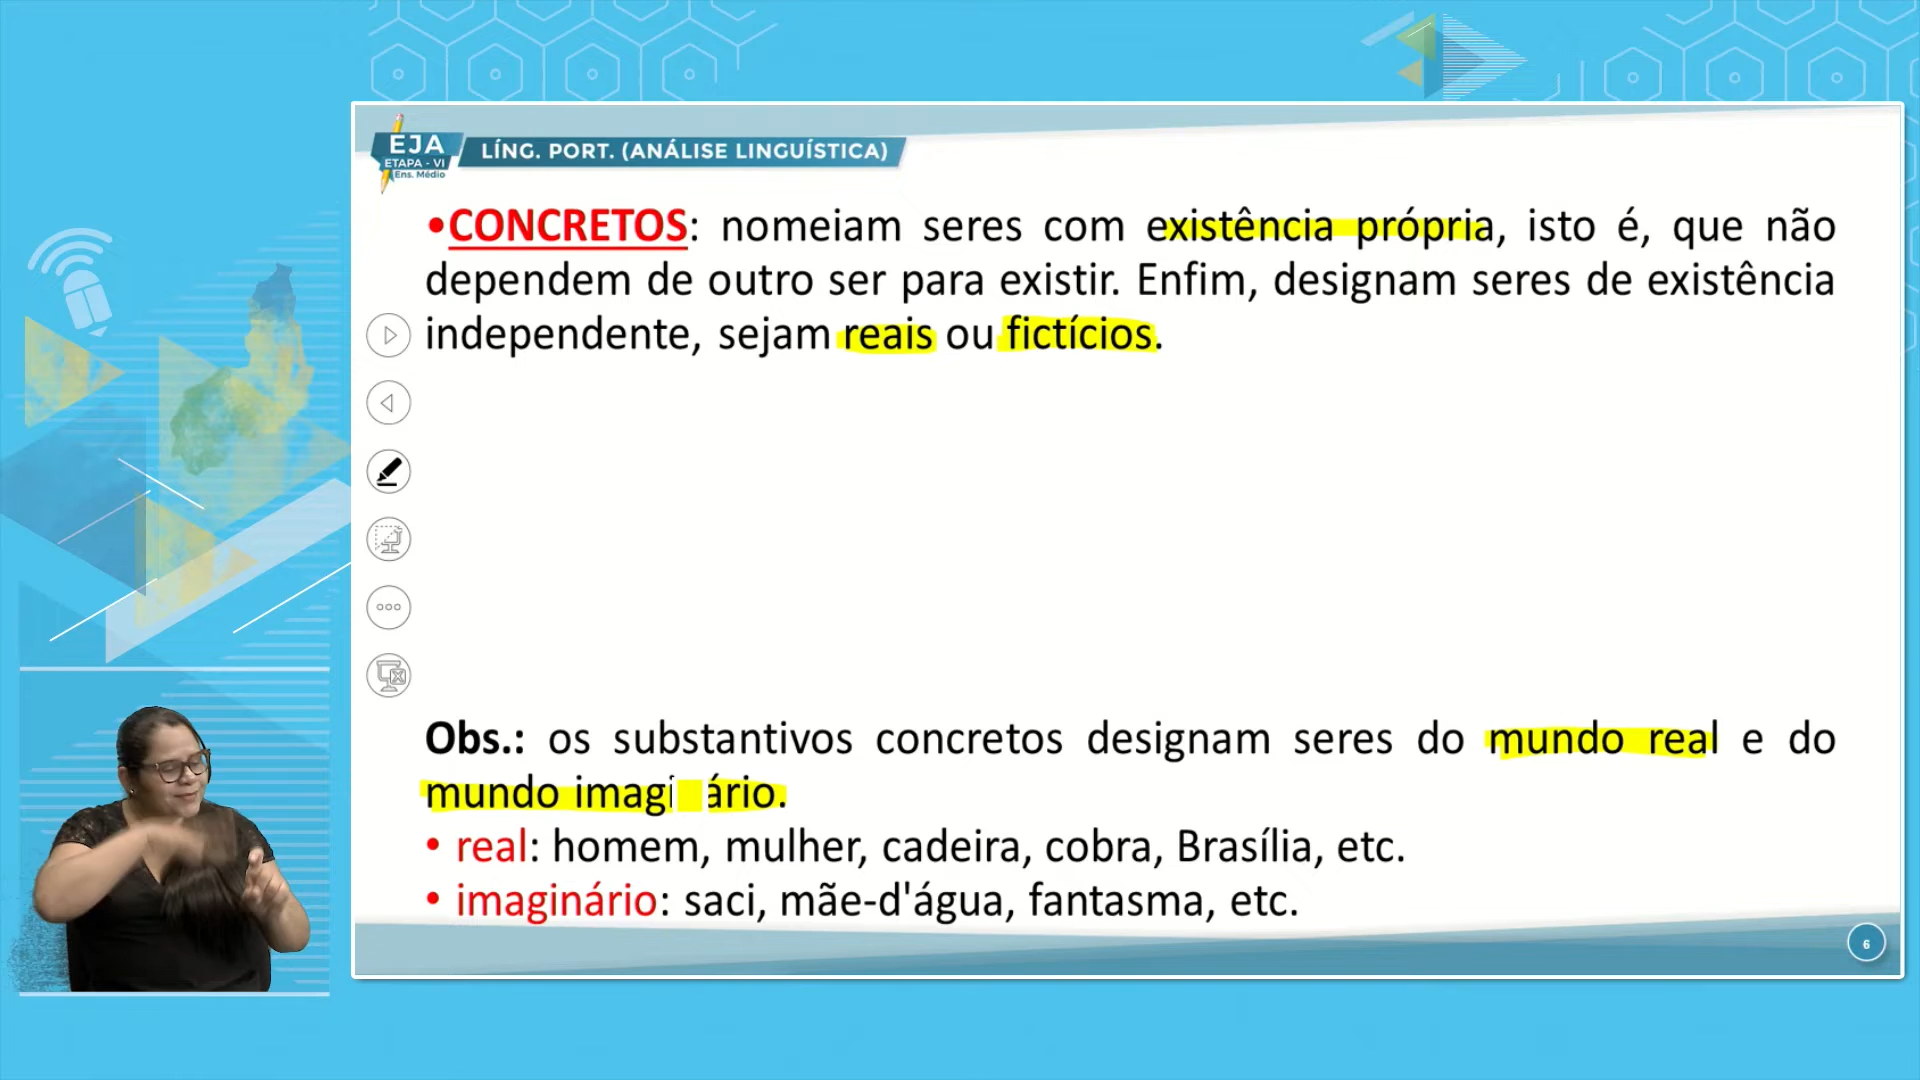 EJA
ETAPA - VI
Ens. Médio
LÍNG. PORT. (ANÁLISE LINGUÍSTICA)
•CONCRETOS: nomeiam seres com existência própria, isto é, que não
dependem de outro ser para existir. Enfim, designam seres de existência
independente, sejam reais ou fictícios.
Obs.: os substantivos concretos designam seres do mundo real e do
mundo imaginário.
• real: homem, mulher, cadeira, cobra, Brasília, etc.
• imaginário: saci, mãe-d'água, fantasma, etc.
6